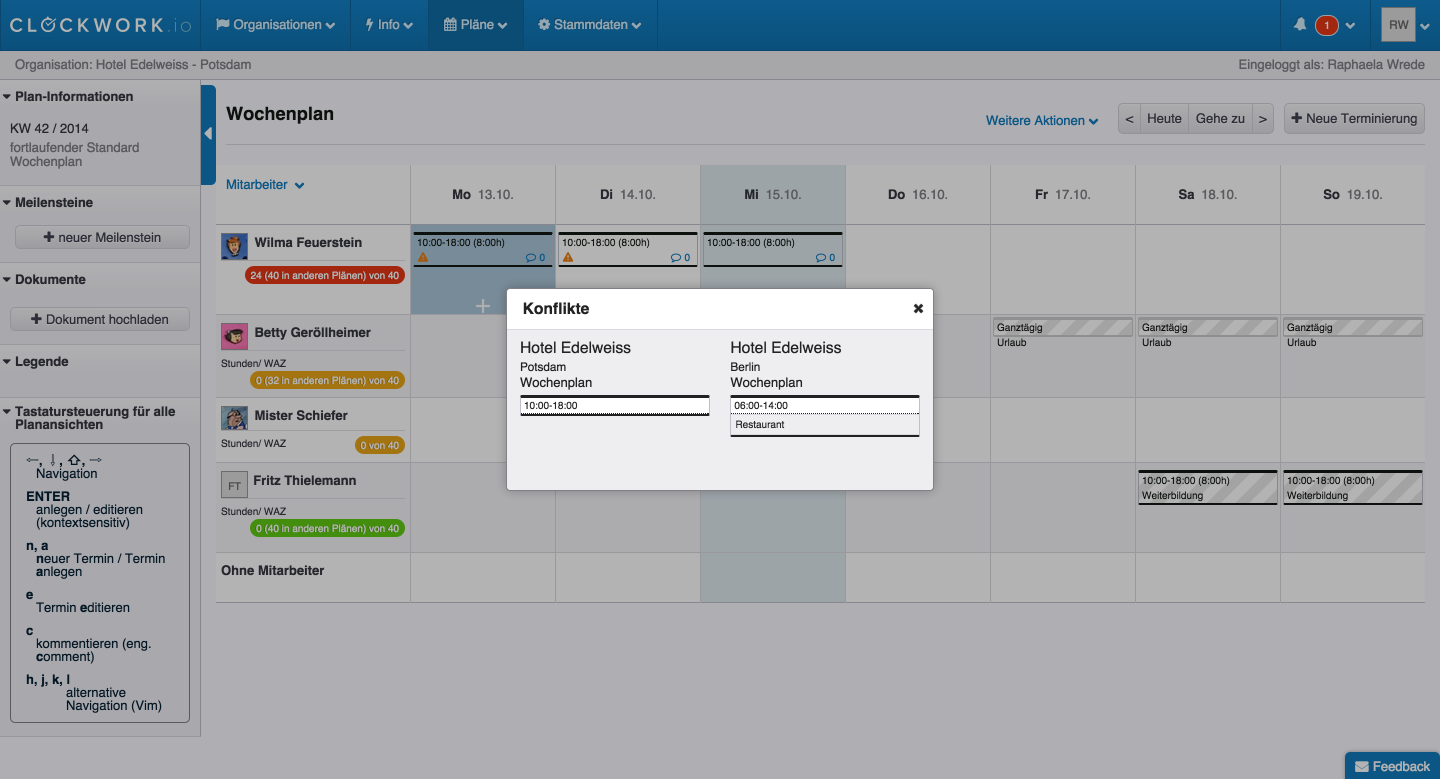 CLOCKWORK.io
Organisationen
Info
Pläne
Stammdaten
1
RW
Organisation: Hotel Edelweiss - Potsdam
Eingeloggt als: Raphaela Wrede
Plan-Informationen
KW 42 / 2014
fortlaufender Standard
Wochenplan
Meilensteine
neuer Meilenstein
Dokumente
Dokument hochladen
Legende
Tastatursteuerung für alle
Planansichten
←, ↓, ⇧, →
Navigation
ENTER
anlegen / editieren
(kontextsensitiv)
n, a
neuer Termin / Termin
anlegen
e
Termin editieren
c
kommentieren (eng.
comment)
h, j, k, l
alternative
Navigation (Vim)
Wochenplan
Weitere Aktionen
< Heute Gehe zu >
Neue Terminierung
Mitarbeiter
Mo 13.10.
Di 14.10.
Mi 15.10.
Do 16.10.
Fr 17.10.
Sa 18.10.
So 19.10.
Wilma Feuerstein
24 (40 in anderen Plänen) von 40
10:00-18:00 (8:00h)
0
10:00-18:00 (8:00h)
0
10:00-18:00 (8:00h)
0
Betty Geröllheimer
Stunden/ WAZ
0 (32 in anderen Plänen) von 40
Ganztägig
Urlaub
Ganztägig
Urlaub
Ganztägig
Urlaub
Mister Schiefer
Stunden/ WAZ
0 von 40
FT
Fritz Thielemann
Stunden/ WAZ
0 (40 in anderen Plänen) von 40
10:00-18:00 (8:00h)
Weiterbildung
10:00-18:00 (8:00h)
Weiterbildung
Ohne Mitarbeiter
Konflikte
Hotel Edelweiss
Potsdam
Wochenplan
10:00-18:00
Hotel Edelweiss
Berlin
Wochenplan
06:00-14:00
Restaurant
Feedback